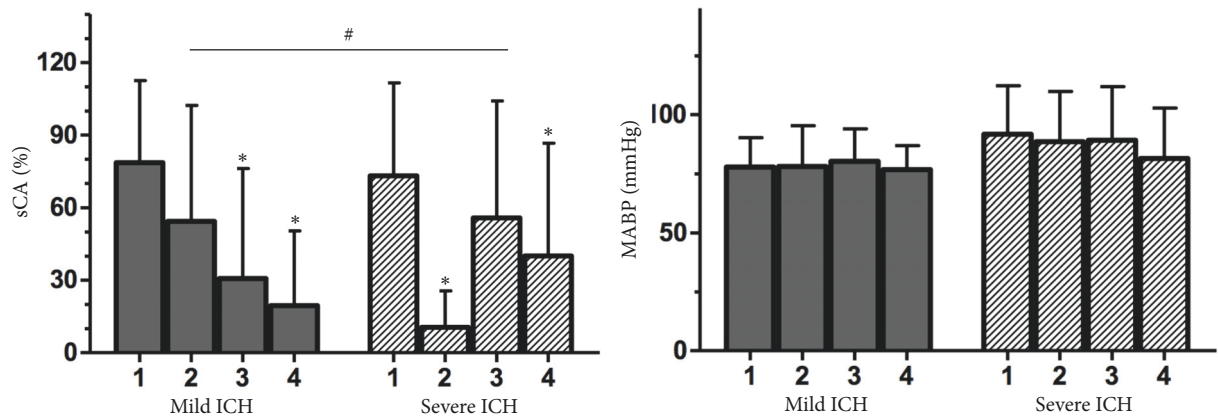 #
120
90
60
30
0
sCA (%)
*
*
*
*
1 2 3 4 1 2 3 4
Mild ICH Severe ICH
100
50
0
MABP (mmHg)
1 2 3 4 1 2 3 4
Mild ICH Severe ICH